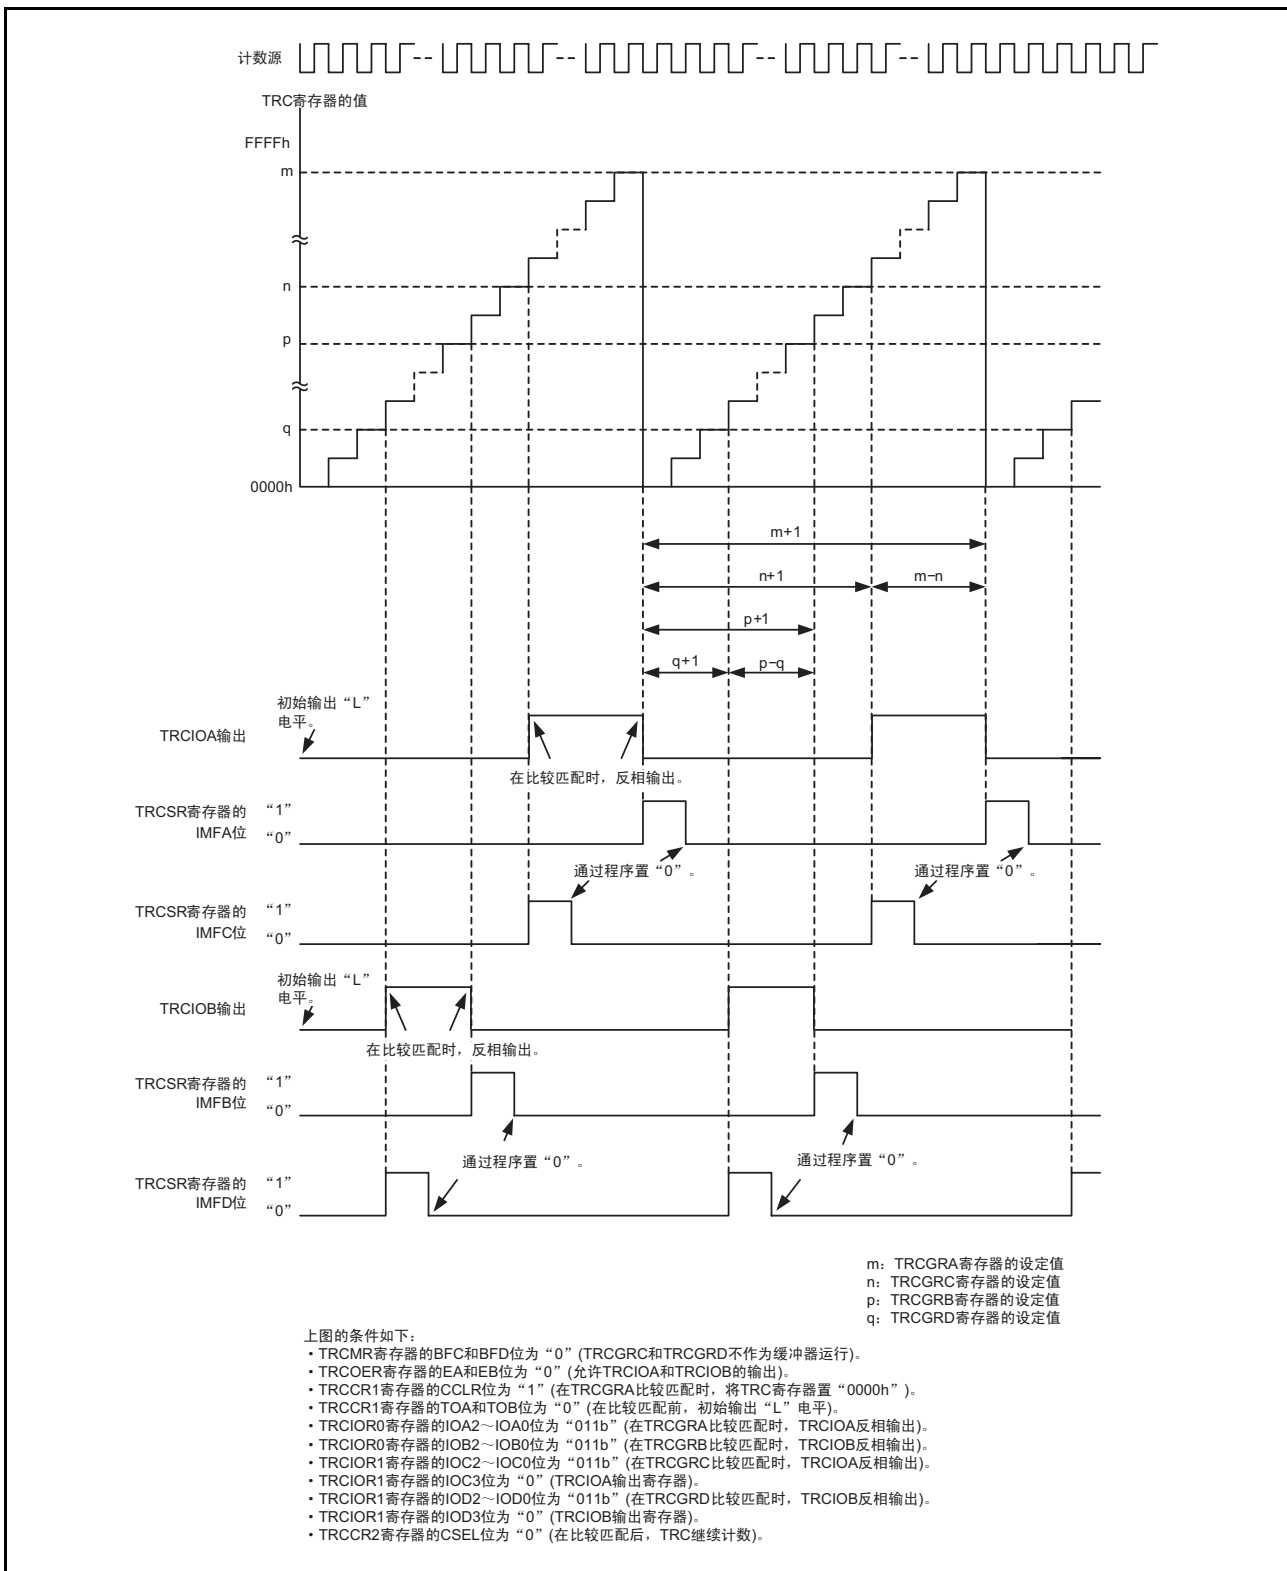 计数源
TRC寄存器的值
FFFFh
m
n
p
q
0000h
m+1
n+1
m−n
p+1
q+1
p−q
初始输出“L”
电平。
TRCIOA输出
在比较匹配时，反相输出。
TRCSR寄存器的
IMFA位
“1”
“0”
通过程序置“0”。
通过程序置“0”。
TRCSR寄存器的
IMFC位
“1”
“0”
初始输出“L”
电平。
TRCIOB输出
在比较匹配时，反相输出。
TRCSR寄存器的
IMFB位
“1”
“0”
通过程序置“0”。
通过程序置“0”。
TRCSR寄存器的
IMFD位
“1”
“0”
m：TRCGRA寄存器的设定值
n：TRCGRC寄存器的设定值
p：TRCGRB寄存器的设定值
q：TRCGRD寄存器的设定值
上图的条件如下：
・TRCMR寄存器的BFC和BFD位为“0”(TRCGRC和TRCGRD不作为缓冲器运行)。
・TRCOER寄存器的EA和EB位为“0”(允许TRCIOA和TRCIOB的输出)。
・TRCCR1寄存器的CCLR位为“1”(在TRCGRA比较匹配时，将TRC寄存器置“0000h”)。
・TRCCR1寄存器的TOA和TOB位为“0”(在比较匹配前，初始输出“L”电平)。
・TRCIOR0寄存器的IOA2～IOA0位为“011b”(在TRCGRA比较匹配时，TRCIOA反相输出)。
・TRCIOR0寄存器的IOB2～IOB0位为“011b”(在TRCGRB比较匹配时，TRCIOB反相输出)。
・TRCIOR1寄存器的IOC2～IOC0位为“011b”(在TRCGRC比较匹配时，TRCIOA反相输出)。
・TRCIOR1寄存器的IOC3位为“0”(TRCIOA输出寄存器)。
・TRCIOR1寄存器的IOD2～IOD0位为“011b”(在TRCGRD比较匹配时，TRCIOB反相输出)。
・TRCIOR1寄存器的IOD3位为“0”(TRCIOB输出寄存器)。
・TRCCR2寄存器的CSEL位为“0”(在比较匹配后，TRC继续计数)。